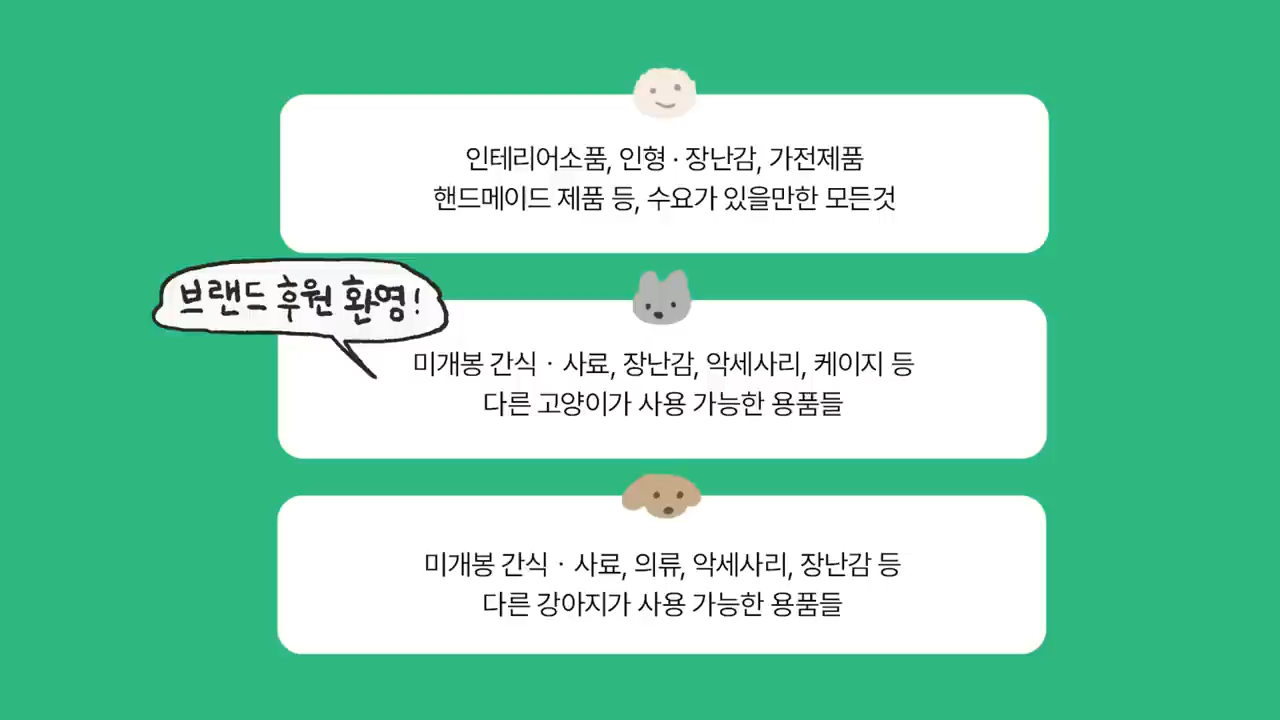 인테리어소품, 인형 · 장난감, 가전제품
핸드메이드 제품 등, 수요가 있을만한 모든것
브랜드 후원 환영!
미개봉 간식 · 사료, 장난감, 악세사리, 케이지 등
다른 고양이가 사용 가능한 용품들
미개봉 간식 · 사료, 의류, 악세사리, 장난감 등
다른 강아지가 사용 가능한 용품들